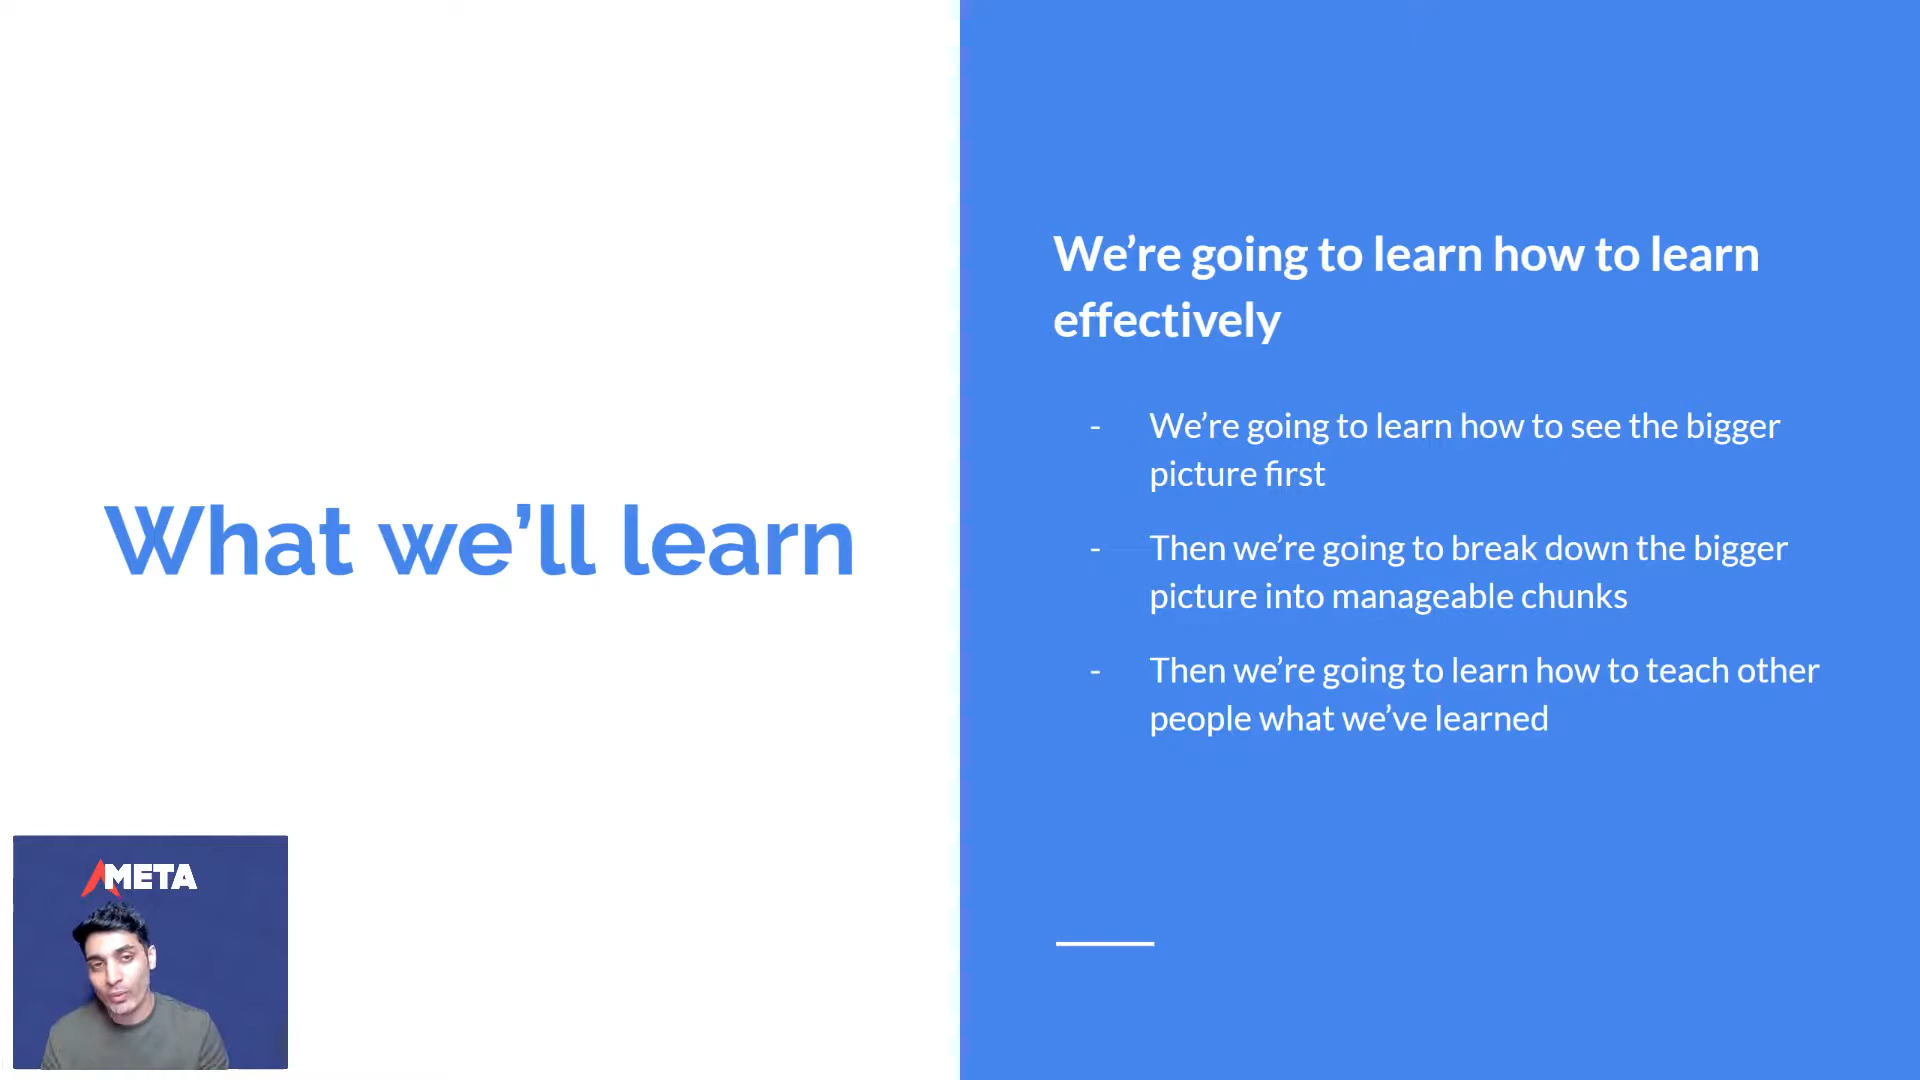 What we’ll learn
We’re going to learn how to learn
effectively
- We’re going to learn how to see the bigger
picture first
- Then we’re going to break down the bigger
picture into manageable chunks
- Then we’re going to learn how to teach other
people what we’ve learned
META